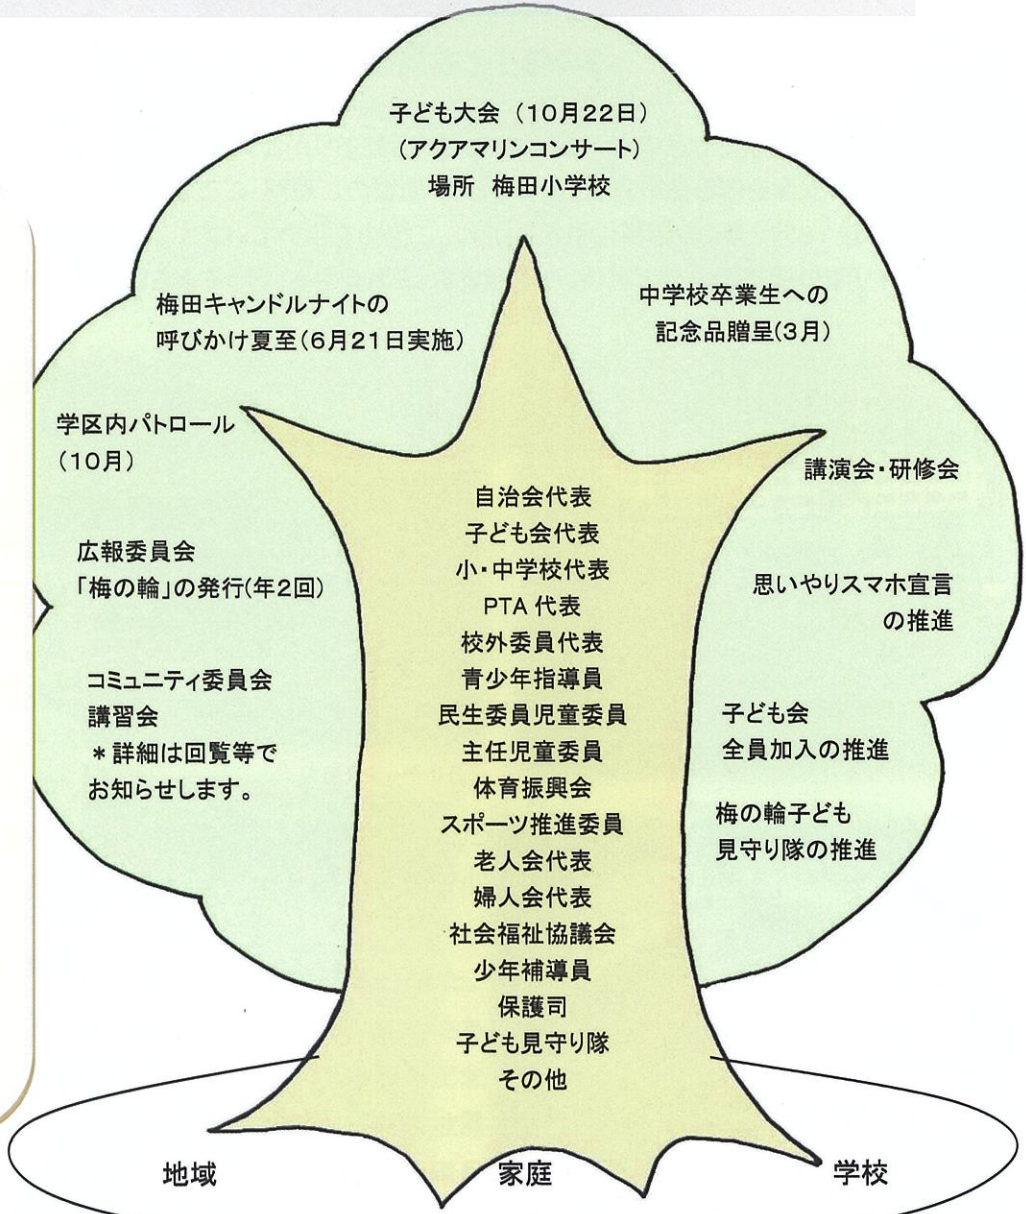 子ども大会（10月22日）
（アクアマリンコンサート）
場所 梅田小学校
梅田キャンドルナイトの
呼びかけ夏至（6月21日実施）
中学校卒業生への
記念品贈呈（3月）
学区内パトロール
（10月）
講演会・研修会
広報委員会
「梅の輪」の発行（年2回）
思いやりスマホ宣言
の推進
コミュニティ委員会
講習会
＊詳細は回覧等で
お知らせします。
子ども会
全員加入の推進
梅の輪子ども
見守り隊の推進
自治会代表
子ども会代表
小・中学校代表
PTA 代表
校外委員代表
青少年指導員
民生委員児童委員
主任児童委員
体育振興会
スポーツ推進委員
老人会代表
婦人会代表
社会福祉協議会
少年補導員
保護司
子ども見守り隊
その他
地域
家庭
学校